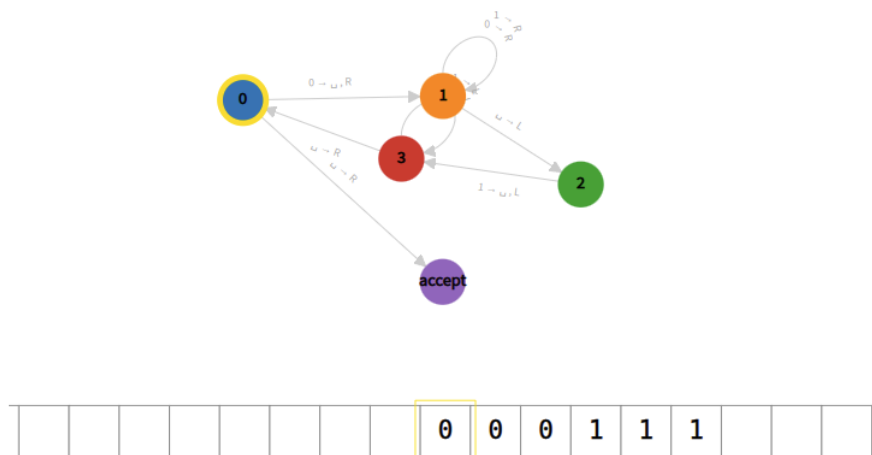 1 → R
0 → R
0 → ␣, R
0
1
␣ → L
3
␣ → R
␣ → R
2
1 → ␣, L
accept
0 0 0 1 1 1